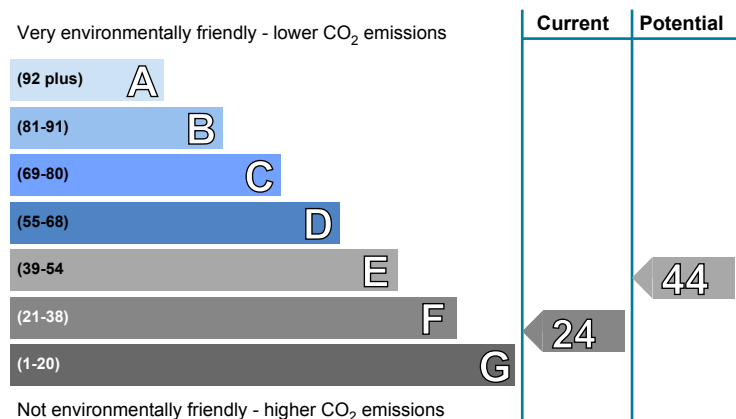 Very environmentally friendly - lower CO₂ emissions
Current
Potential
(92 plus) A
(81-91) B
(69-80) C
(55-68) D
(39-54 E
44
(21-38) F
24
(1-20) G
Not environmentally friendly - higher CO₂ emissions